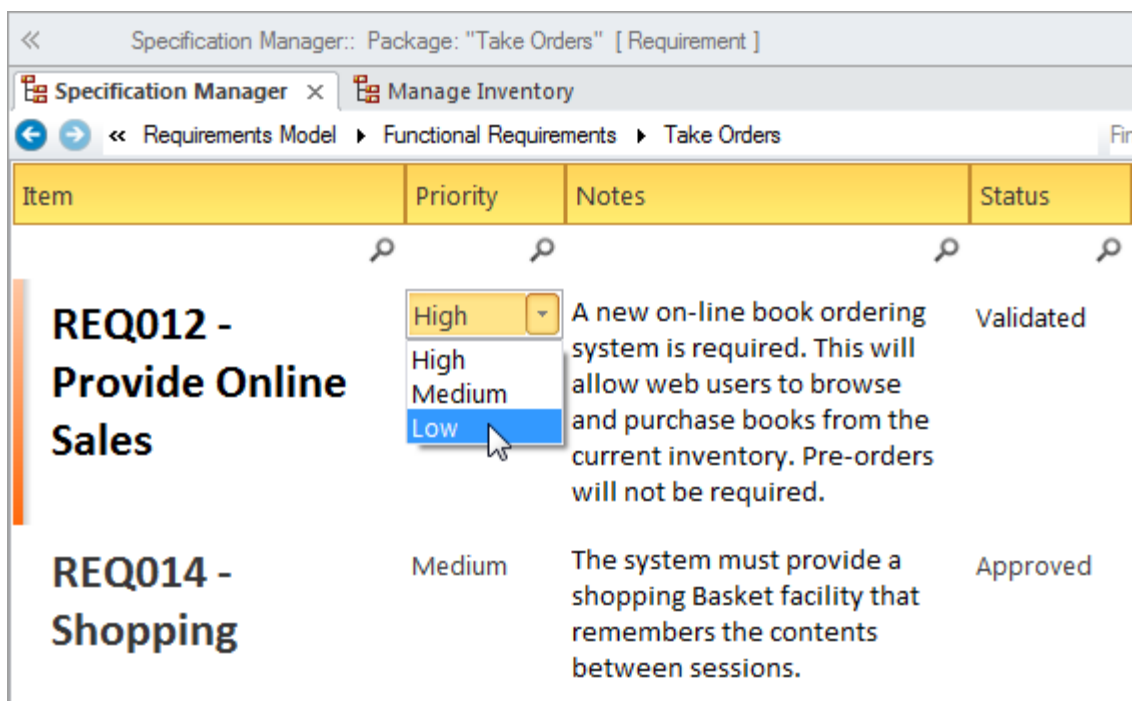 « Specification Manager:: Package: "Take Orders" [ Requirement ]
Specification Manager × Manage Inventory
« Requirements Model ▸ Functional Requirements ▸ Take Orders Fin
Item Priority Notes Status
REQ012 -
Provide Online
Sales
High
High
Medium
Low
A new on-line book ordering
system is required. This will
allow web users to browse
and purchase books from the
current inventory. Pre-orders
will not be required.
Validated
REQ014 -
Shopping
Medium
The system must provide a
shopping Basket facility that
remembers the contents
between sessions.
Approved